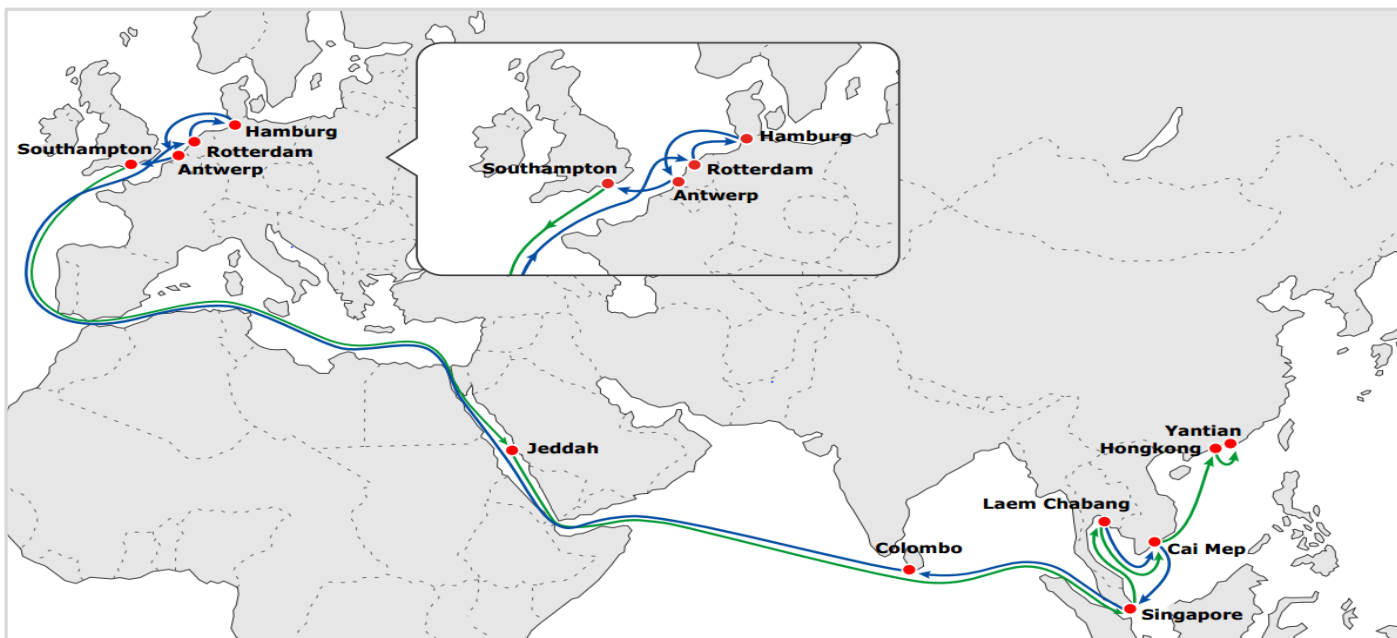 Hamburg
Southampton
Rotterdam
Antwerp
Hamburg
Southampton
Rotterdam
Antwerp
Jeddah
Yantian
Hongkong
Laem Chabang
Colombo
Cai Mep
Singapore